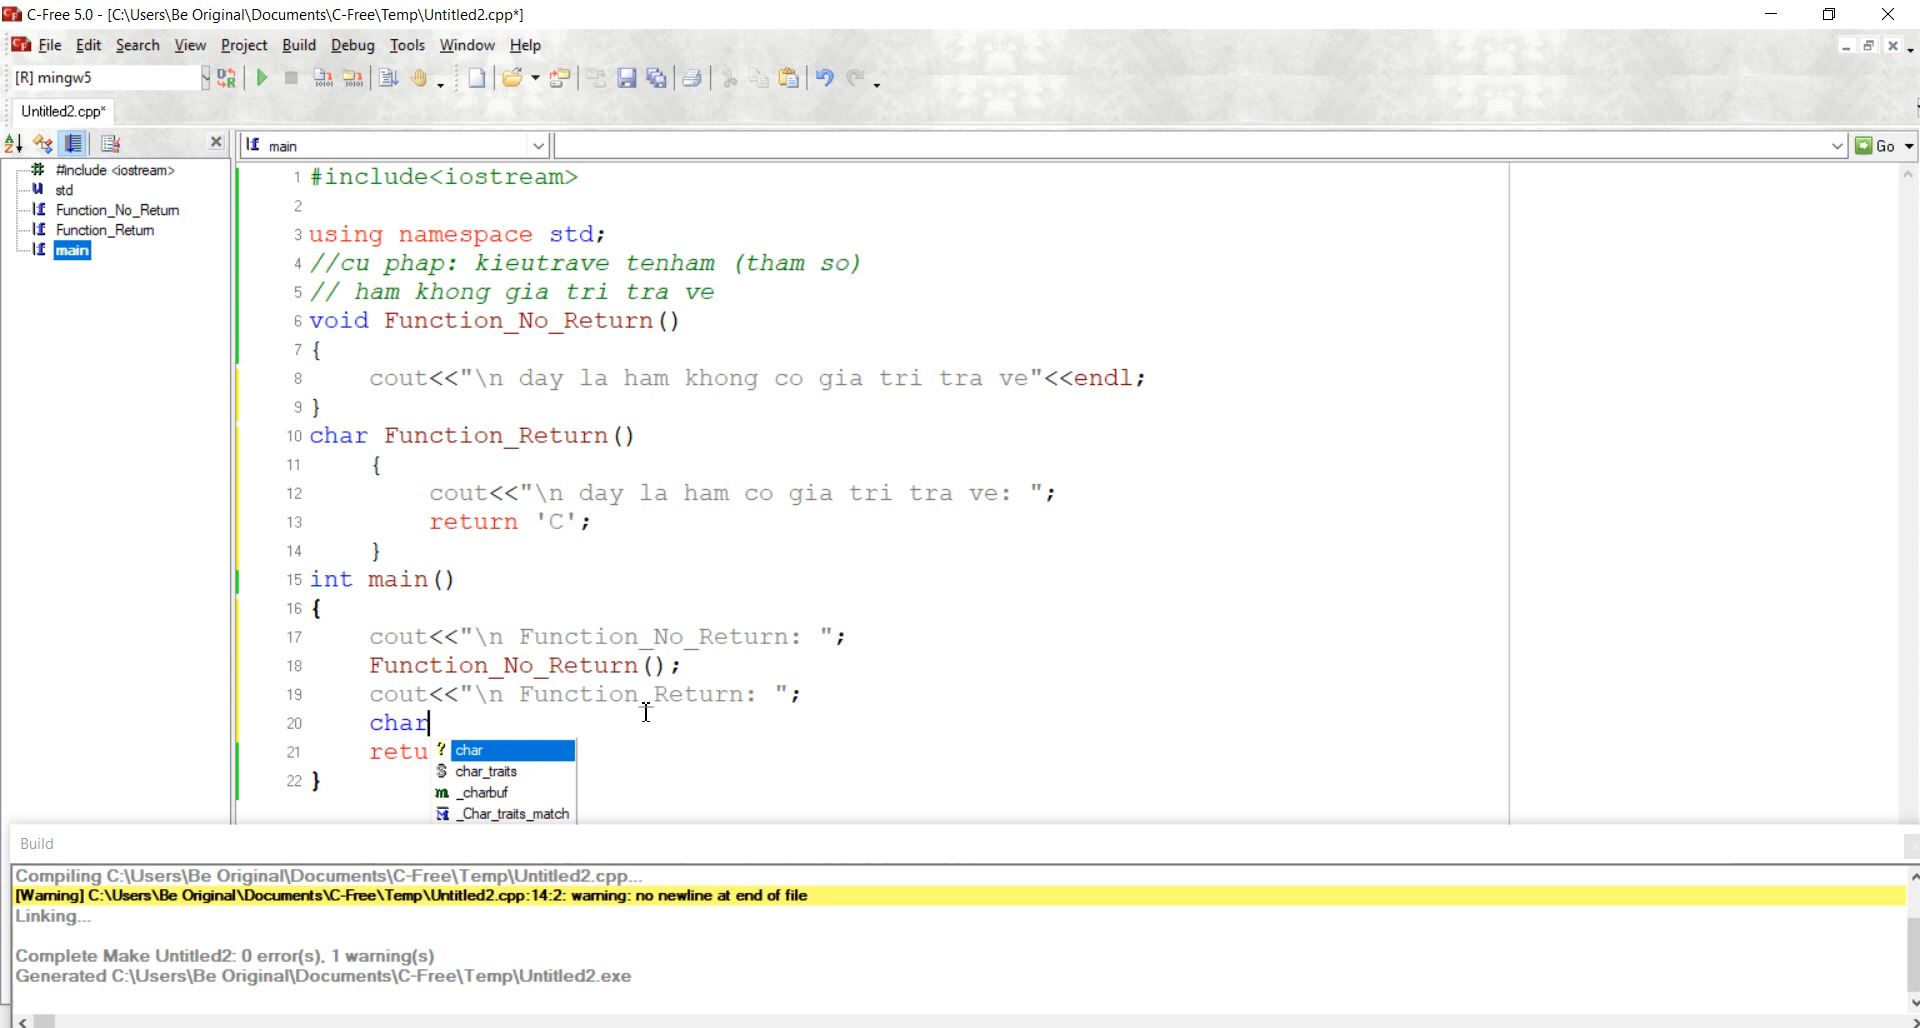 C-Free 5.0 - [C:\Users\Be Original\Documents\C-Free\Temp\Untitled2.cpp*]
File Edit Search View Project Build Debug Tools Window Help
[R] mingw5
Untitled2.cpp*
main
Go
#include <iostream>
std
Function_No_Return
Function_Return
main
1 #include<iostream>
2
3 using namespace std;
4 //cu phap: kieutrave tenham (tham so)
5 // ham khong gia tri tra ve
6 void Function_No_Return()
7 {
8 cout<<"\n day la ham khong co gia tri tra ve"<<endl;
9 }
10 char Function_Return()
11 {
12 cout<<"\n day la ham co gia tri tra ve: ";
13 return 'C';
14 }
15 int main()
16 {
17 cout<<"\n Function_No_Return: ";
18 Function_No_Return();
19 cout<<"\n Function_Return: ";
20 char
21 retu
22 }
? char
char_traits
_charbuf
_Char_traits_match
Build
Compiling C:\Users\Be Original\Documents\C-Free\Temp\Untitled2.cpp...
[Warning] C:\Users\Be Original\Documents\C-Free\Temp\Untitled2.cpp:14:2: warning: no newline at end of file
Linking...
Complete Make Untitled2: 0 error(s), 1 warning(s)
Generated C:\Users\Be Original\Documents\C-Free\Temp\Untitled2.exe